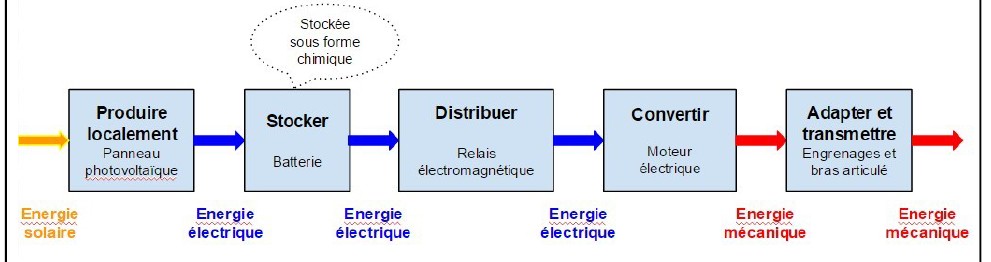 Stockée
sous forme
chimique
Produire
localement
Panneau
photovoltaïque
Stocker
Batterie
Distribuer
Relais
électromagnétique
Convertir
Moteur
électrique
Adapter et
transmettre
Engrenages et
bras articulé
Energie
solaire
Energie
électrique
Energie
électrique
Energie
électrique
Energie
mécanique
Energie
mécanique